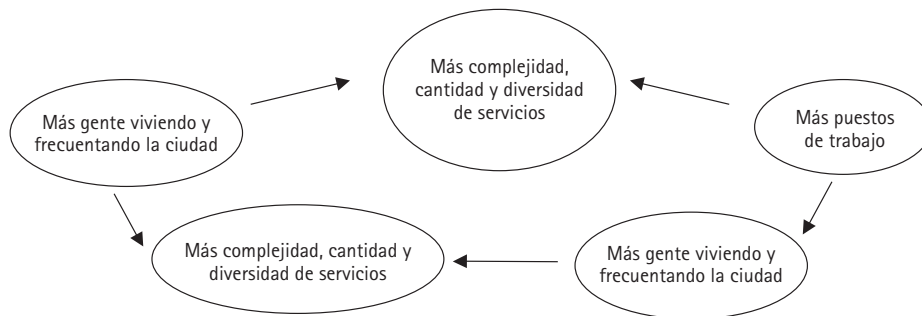 Más complejidad,
cantidad y diversidad
de servicios
Más gente viviendo y
frecuentando la ciudad
Más puestos
de trabajo
Más complejidad, cantidad y
diversidad de servicios
Más gente viviendo y
frecuentando la ciudad